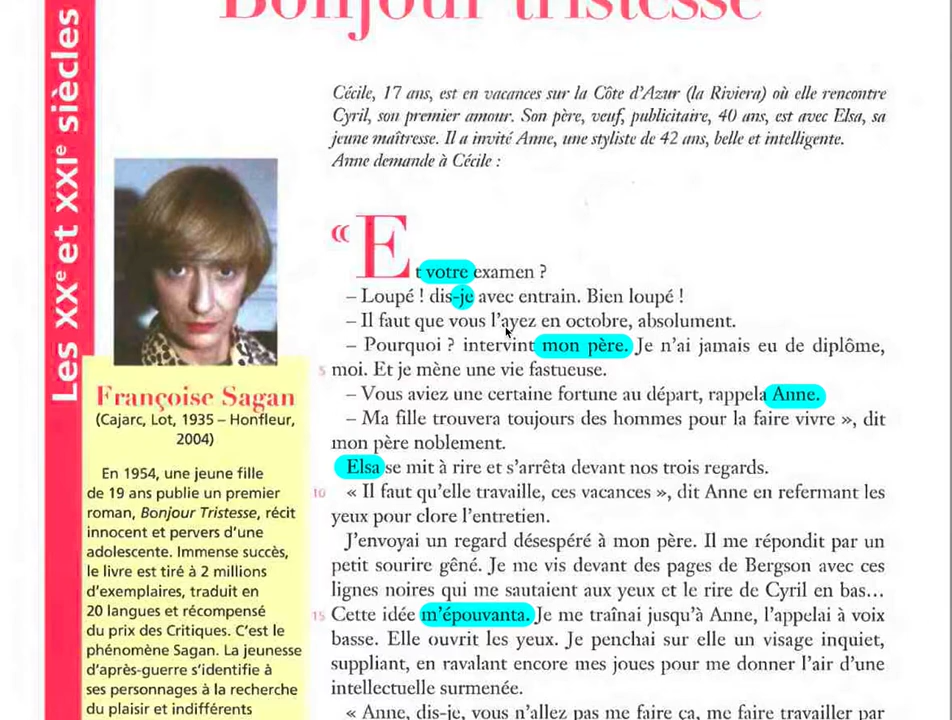 Bonjour tristesse
Les XXe et XXIe siècles
Cécile, 17 ans, est en vacances sur la Côte d'Azur (la Riviera) où elle rencontre
Cyril, son premier amour. Son père, veuf, publicitaire, 40 ans, est avec Elsa, sa
jeune maîtresse. Il a invité Anne, une styliste de 42 ans, belle et intelligente.
Anne demande à Cécile :
« Et votre examen ?
– Loupé ! dis-je avec entrain. Bien loupé !
– Il faut que vous l'ayez en octobre, absolument.
– Pourquoi ? intervint mon père. Je n'ai jamais eu de diplôme,
5 moi. Et je mène une vie fastueuse.
– Vous aviez une certaine fortune au départ, rappela Anne.
– Ma fille trouvera toujours des hommes pour la faire vivre », dit
mon père noblement.
Elsa se mit à rire et s'arrêta devant nos trois regards.
10 « Il faut qu'elle travaille, ces vacances », dit Anne en refermant les
yeux pour clore l'entretien.
J'envoyai un regard désespéré à mon père. Il me répondit par un
petit sourire gêné. Je me vis devant des pages de Bergson avec ces
lignes noires qui me sautaient aux yeux et le rire de Cyril en bas...
15 Cette idée m'épouvanta. Je me traînai jusqu'à Anne, l'appelai à voix
basse. Elle ouvrit les yeux. Je penchai sur elle un visage inquiet,
suppliant, en ravalant encore mes joues pour me donner l'air d'une
intellectuelle surmenée.
« Anne, dis-je, vous n'allez pas me faire ça, me faire travailler par
Françoise Sagan
(Cajarc, Lot, 1935 – Honfleur,
2004)
En 1954, une jeune fille
de 19 ans publie un premier
roman, Bonjour Tristesse, récit
innocent et pervers d'une
adolescente. Immense succès,
le livre est tiré à 2 millions
d'exemplaires, traduit en
20 langues et récompensé
du prix des Critiques. C'est le
phénomène Sagan. La jeunesse
d'après-guerre s'identifie à
ses personnages à la recherche
du plaisir et indifférents